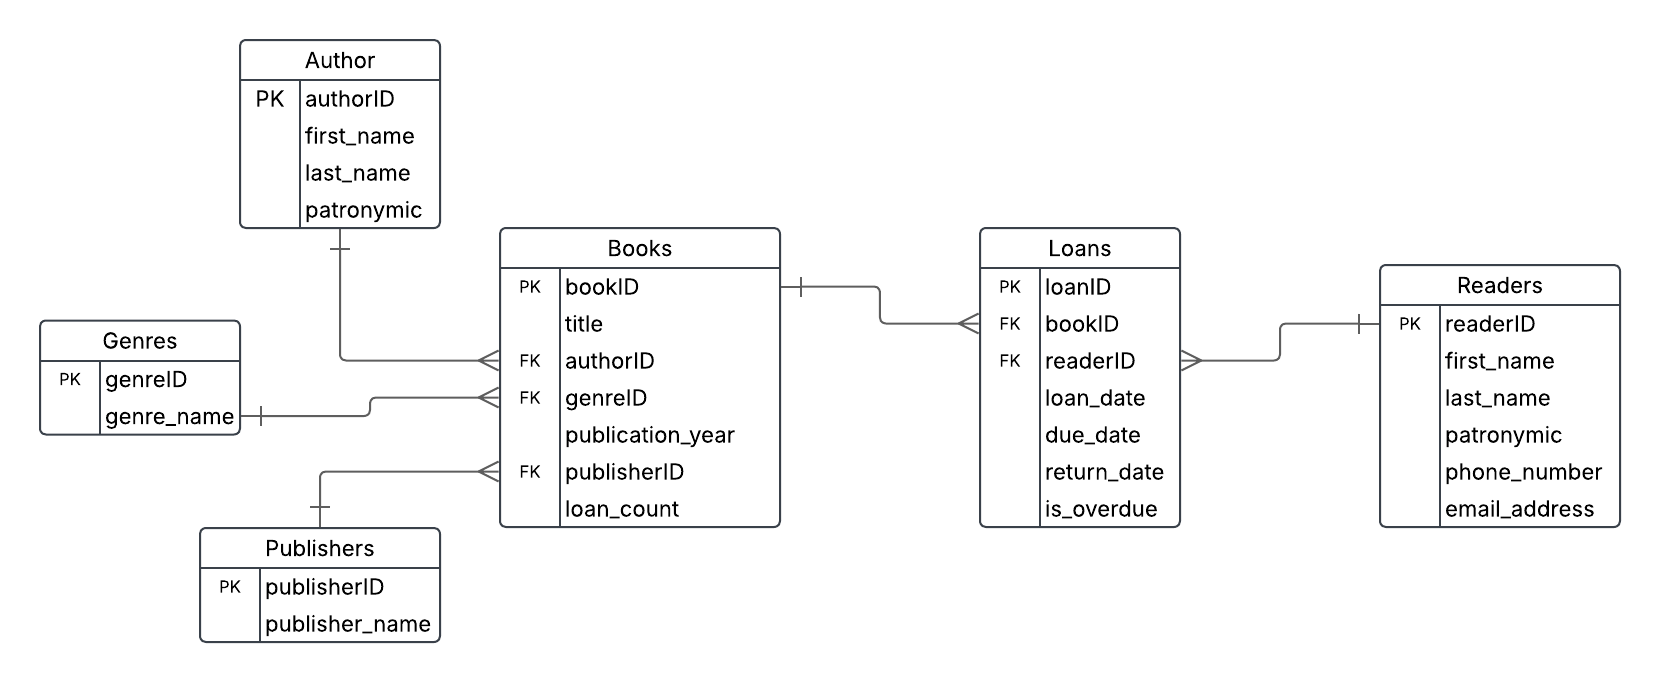 Author
PK authorID
first_name
last_name
patronymic
Genres
PK genreID
genre_name
Publishers
PK publisherID
publisher_name
Books
PK bookID
title
FK authorID
FK genreID
publication_year
FK publisherID
loan_count
Loans
PK loanID
FK bookID
FK readerID
loan_date
due_date
return_date
is_overdue
Readers
PK readerID
first_name
last_name
patronymic
phone_number
email_address